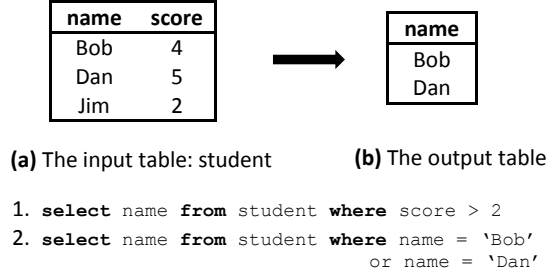 name score
Bob 4
Dan 5
Jim 2
name
Bob
Dan
(a) The input table: student
(b) The output table
1. select name from student where score > 2
2. select name from student where name = ‘Bob’
or name = ‘Dan’